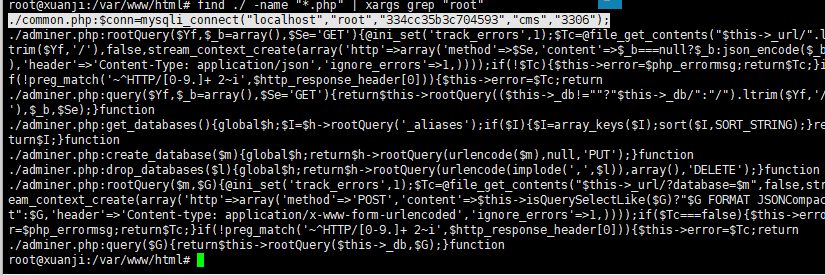 root@xuanji:/var/www/html# find ./ -name "*.php" | xargs grep "root"
./common.php:$conn=mysqli_connect("localhost","root","334cc35b3c704593","cms","3306");
./adminer.php:rootQuery($Yf,$_b=array(),$Se='GET'){@ini_set('track_errors',1);$Tc=@file_get_contents("$this->_url/".l
trim($Yf,'/'),false,stream_context_create(array('http'=>array('method'=>$Se,'content'=>$_b===null?$_b:json_encode($_b
),'header'=>'Content-Type: application/json','ignore_errors'=>1,))));if(!$Tc){$this->error=$php_errormsg;return$Tc;}i
f(!preg_match('~^HTTP/[0-9.]+ 2~i',$http_response_header[0])){$this->error=$Tc;return
./adminer.php:query($Yf,$_b=array(),$Se='GET'){return$this->rootQuery(($this->_db!=""?"$this->_db/":"/").ltrim($Yf,'/
'),$_b,$Se);}function
./adminer.php:get_databases(){global$h;$I=$h->rootQuery('_aliases');if($I){$I=array_keys($I);sort($I,SORT_STRING);}re
turn$I;}function
./adminer.php:create_database($m){global$h;return$h->rootQuery(urlencode($m),null,'PUT');}function
./adminer.php:drop_databases($l){global$h;return$h->rootQuery(urlencode(implode(',',$l)),array(),'DELETE');}function
./adminer.php:rootQuery($m,$G){@ini_set('track_errors',1);$Tc=@file_get_contents("$this->_url/?database=$m",false,str
eam_context_create(array('http'=>array('method'=>'POST','content'=>$this->isQuerySelectLike($G)?"$G FORMAT JSONCompac
t":$G,'header'=>'Content-type: application/x-www-form-urlencoded','ignore_errors'=>1,))));if($Tc===false){$this->erro
r=$php_errormsg;return$Tc;}if(!preg_match('~^HTTP/[0-9.]+ 2~i',$http_response_header[0])){$this->error=$Tc;return
./adminer.php:query($G){return$this->rootQuery($this->_db,$G);}function
root@xuanji:/var/www/html#